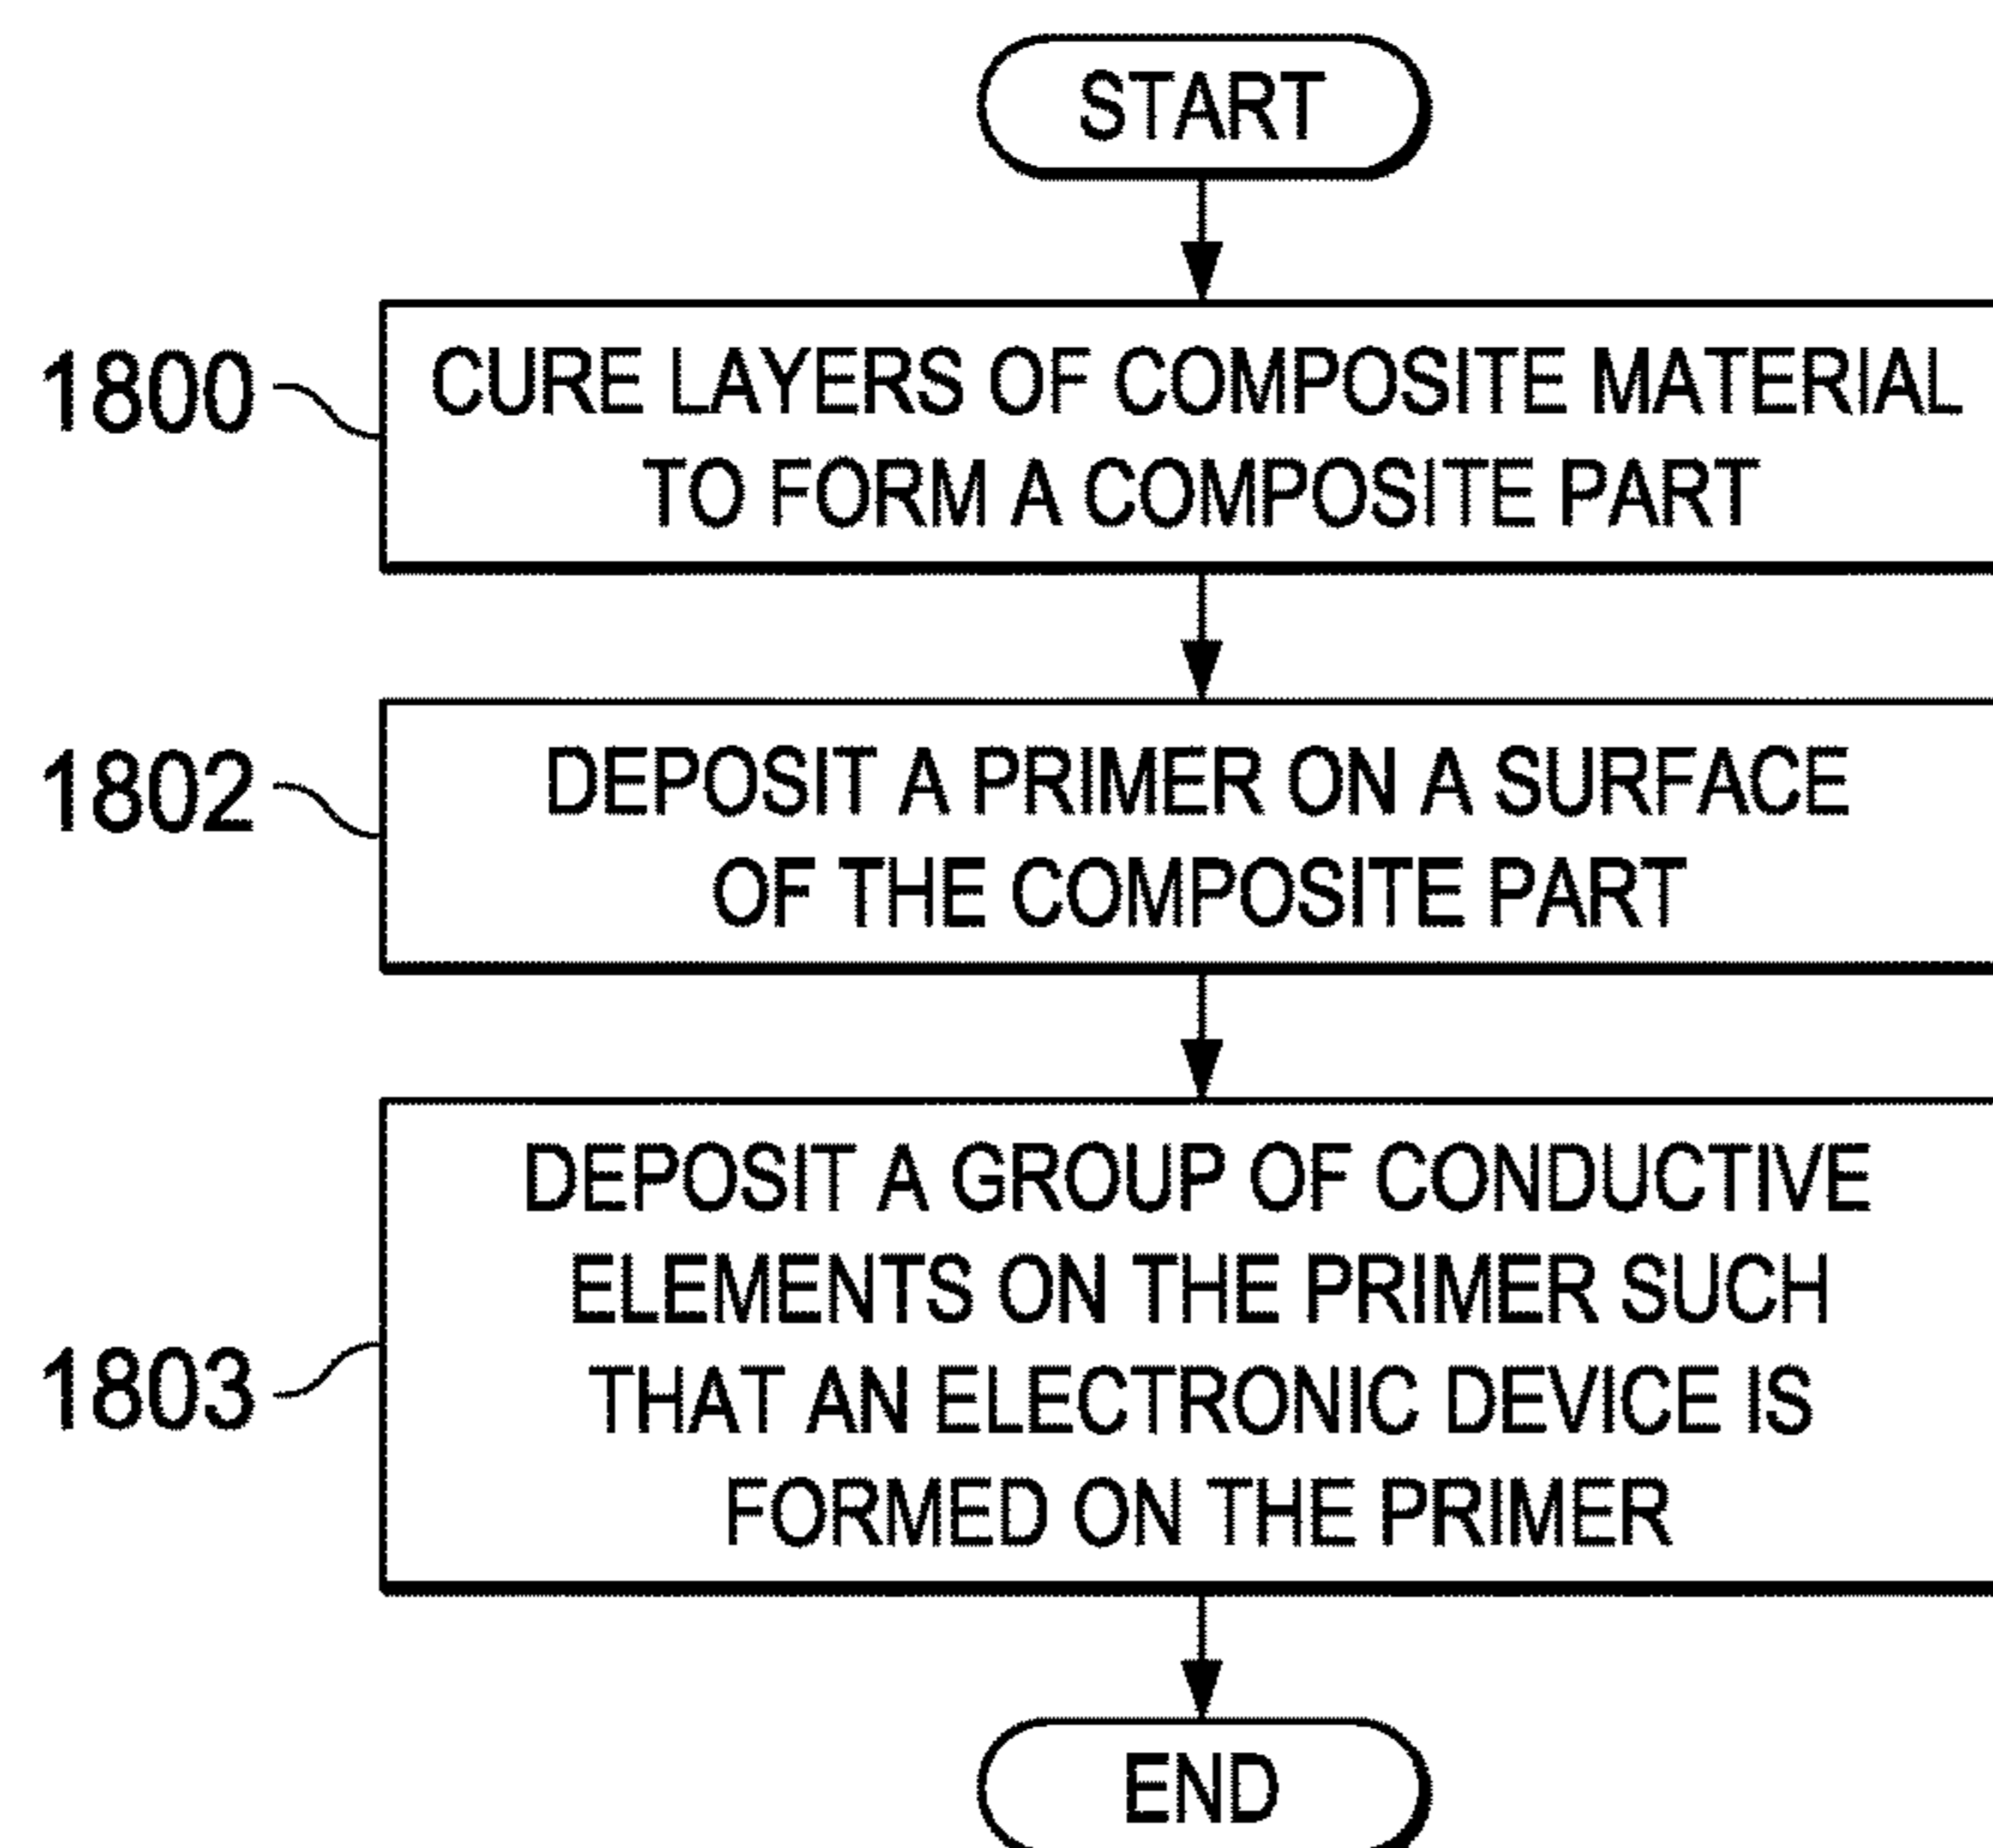 START
1800
CURE LAYERS OF COMPOSITE MATERIAL
TO FORM A COMPOSITE PART
1802
DEPOSIT A PRIMER ON A SURFACE
OF THE COMPOSITE PART
1803
DEPOSIT A GROUP OF CONDUCTIVE
ELEMENTS ON THE PRIMER SUCH
THAT AN ELECTRONIC DEVICE IS
FORMED ON THE PRIMER
END